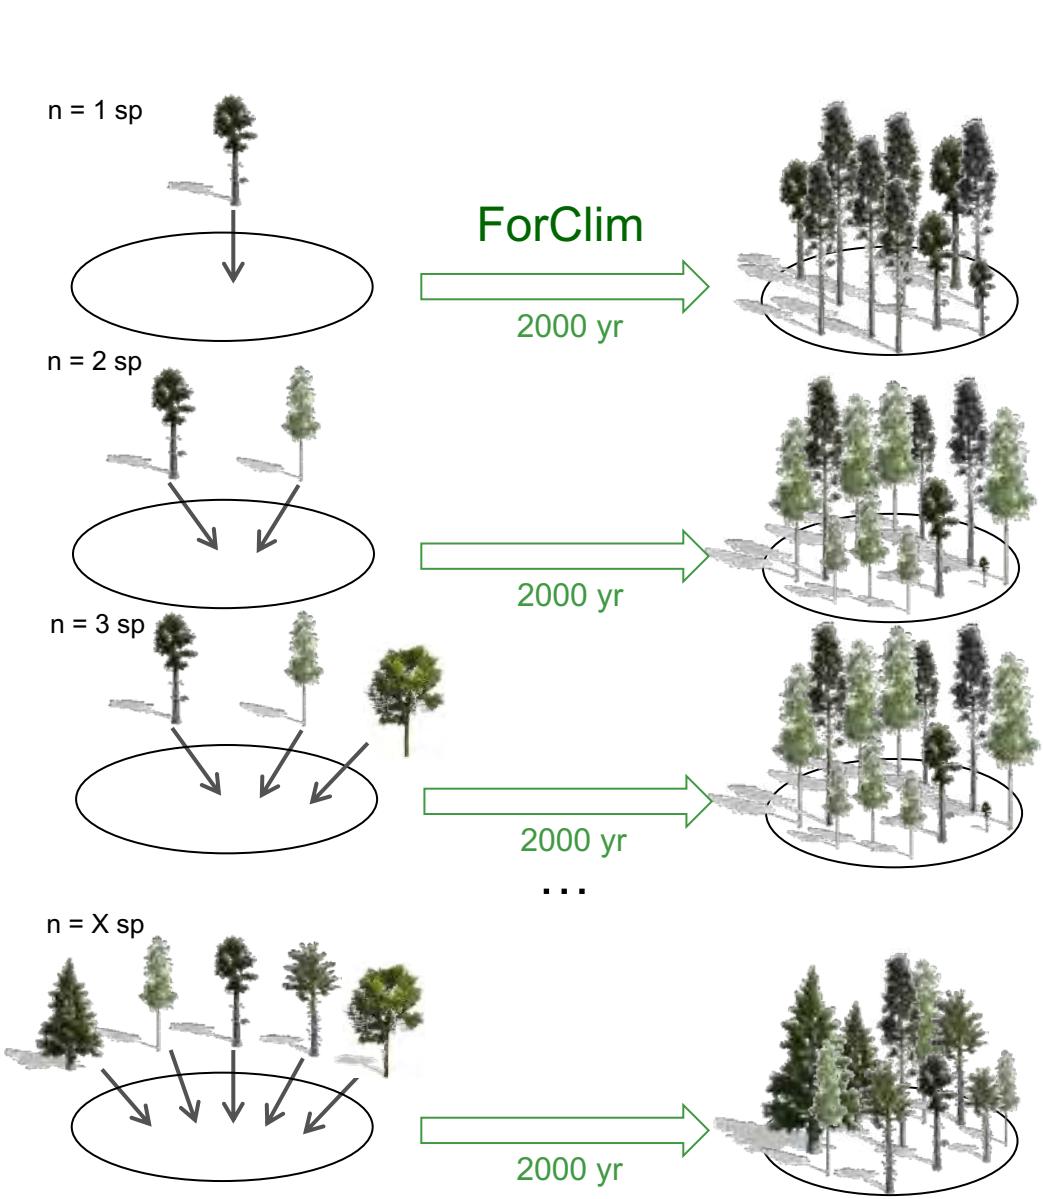 n = 1 sp
ForClim
2000 yr
n = 2 sp
2000 yr
n = 3 sp
2000 yr
...
n = X sp
2000 yr